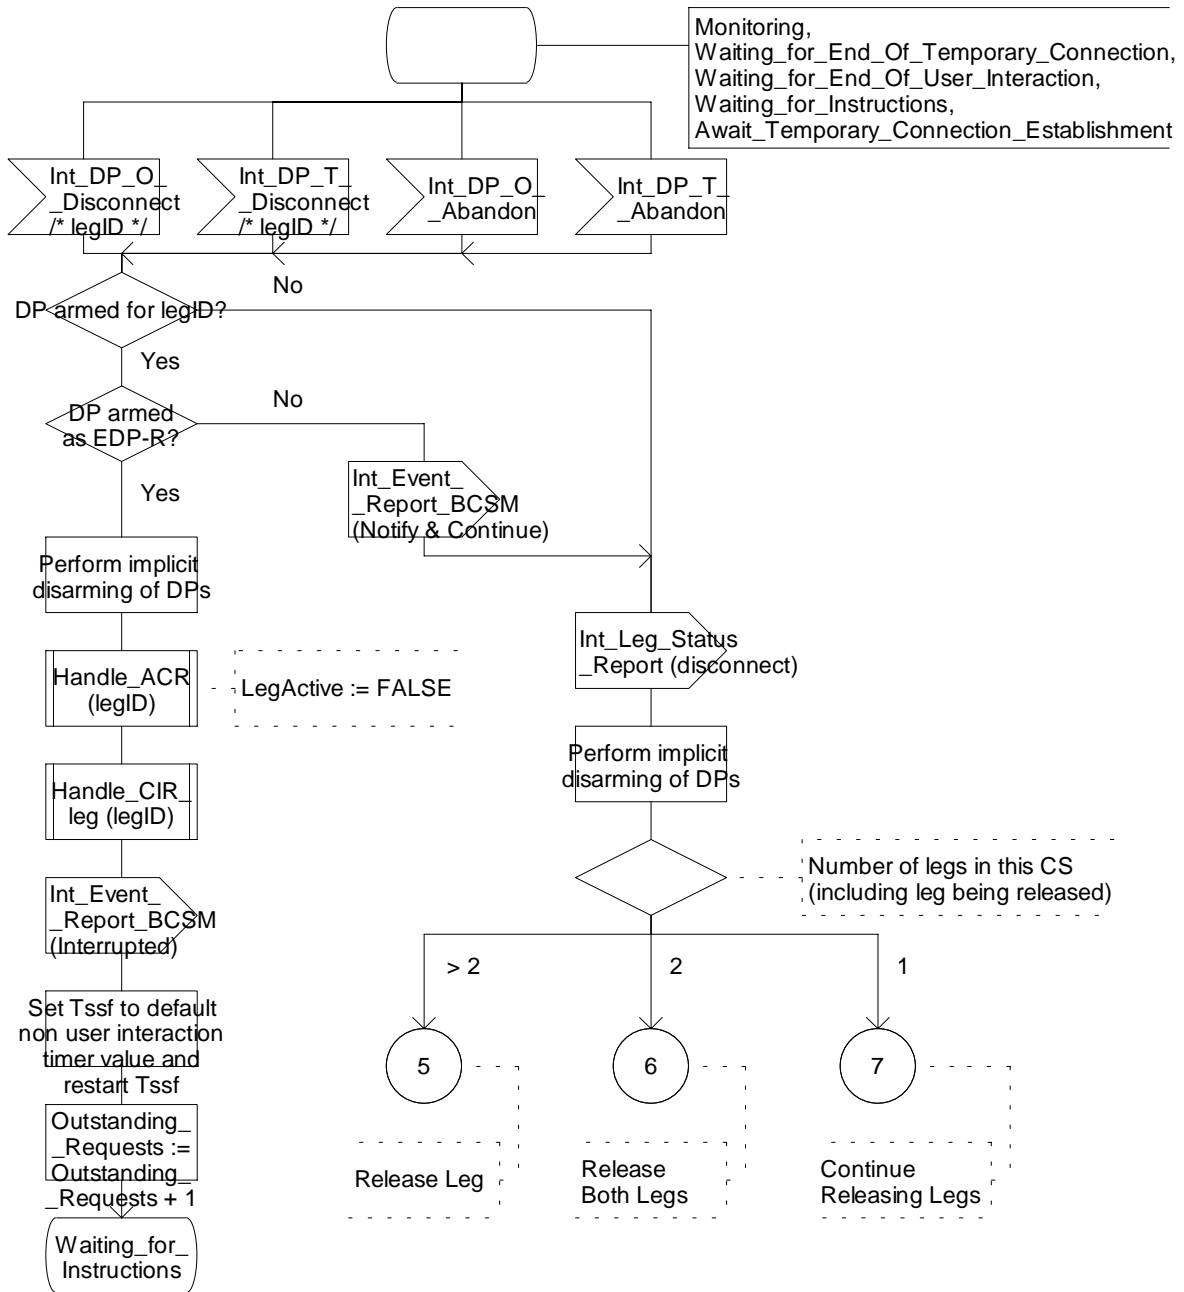 Monitoring,
Waiting_for_End_Of_Temporary_Connection,
Waiting_for_End_Of_User_Interaction,
Waiting_for_Instructions,
Await_Temporary_Connection_Establishment
Int_DP_O_
_Disconnect
/* legID */
Int_DP_T_
_Disconnect
/* legID */
Int_DP_O_
_Abandon
Int_DP_T_
_Abandon
No
DP armed for legID?
Yes
No
DP armed
as EDP-R?
Yes
Int_Event_
_Report_BCSM
(Notify & Continue)
Perform implicit
disarming of DPs
Int_Leg_Status
_Report (disconnect)
Handle_ACR
(legID)
LegActive := FALSE
Perform implicit
disarming of DPs
Handle_CIR_
leg (legID)
Number of legs in this CS
(including leg being released)
Int_Event_
_Report_BCSM
(Interrupted)
> 2
2
1
Set Tssf to default
non user interaction
timer value and
restart Tssf
5
6
7
Outstanding_
_Requests :=
Outstanding_
_Requests + 1
Release Leg
Release
Both Legs
Continue
Releasing Legs
Waiting_for_
Instructions